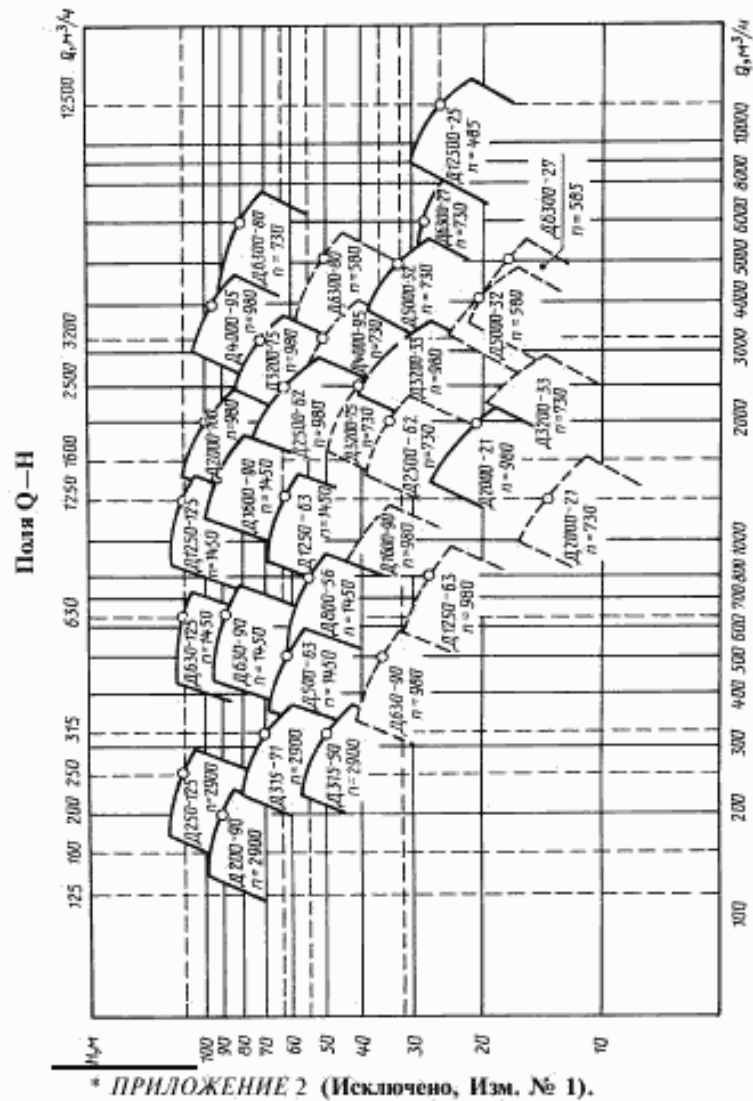 Поля Q—H
Q, м³/ч
12500
3200
2500
1600
1250
630
315
250
200
160
125
Q, м³/ч
10000
8000
6000
5000
4000
3000
2000
1000
800
700
600
500
400
300
200
100
H, м
100
90
80
70
60
50
40
30
20
10
Д12500-25
n=485
Д6300-27
n=730
Д6300-27
n=585
Д6300-80
n=730
Д6300-80
n=580
Д5000-32
n=730
Д5000-32
n=580
Д4000-95
n=980
Д4000-95
n=730
Д3200-75
n=980
Д3200-33
n=980
Д3200-33
n=730
Д2000-100
n=980
Д2500-62
n=980
Д3200-75
n=730
Д2500-62
n=730
Д2000-21
n=980
Д2000-21
n=730
Д1600-90
n=1450
Д1250-63
n=1450
Д1600-90
n=980
Д1250-125
n=1450
Д800-56
n=1450
Д1250-63
n=980
Д630-125
n=1450
Д630-90
n=1450
Д500-63
n=1450
Д630-90
n=980
Д315-71
n=2900
Д315-50
n=2900
Д250-125
n=2900
Д200-90
n=2900
* ПРИЛОЖЕНИЕ 2 (Исключено, Изм. № 1).